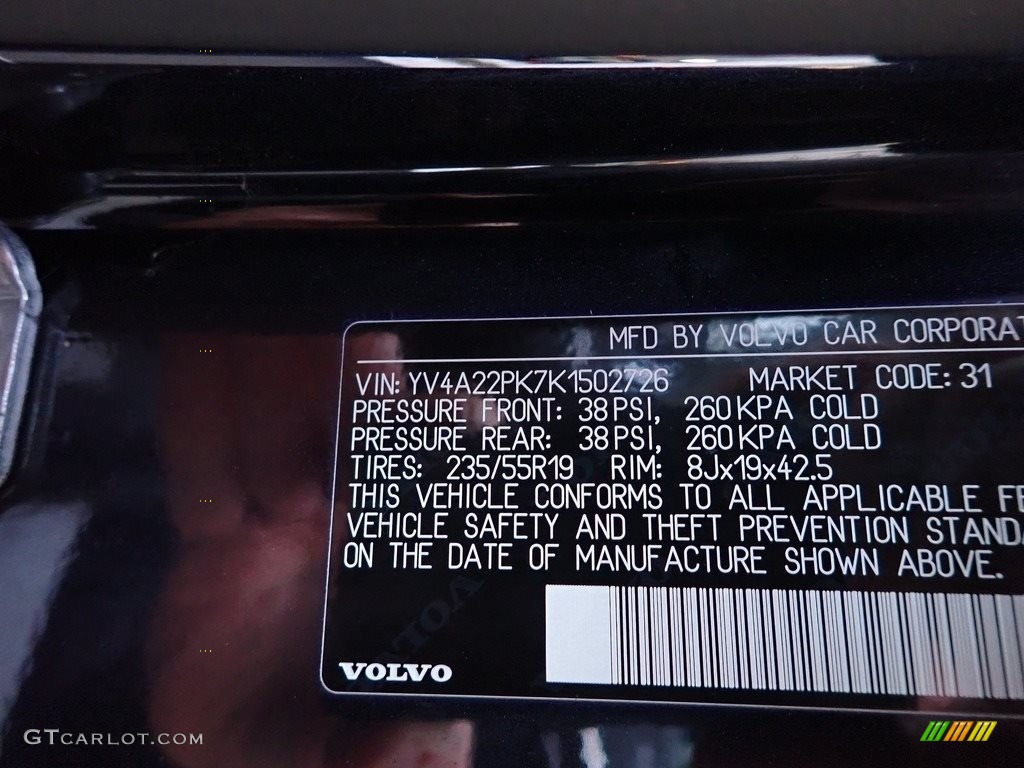 MFD BY VOLVO CAR CORPORAT
VIN: YV4A22PK7K1502726 MARKET CODE: 31
PRESSURE FRONT: 38 PSI, 260 KPA COLD
PRESSURE REAR: 38 PSI, 260 KPA COLD
TIRES: 235/55R19 RIM: 8Jx19x42.5
THIS VEHICLE CONFORMS TO ALL APPLICABLE FE
VEHICLE SAFETY AND THEFT PREVENTION STANDA
ON THE DATE OF MANUFACTURE SHOWN ABOVE.
VOLVO
GTCARLOT.COM